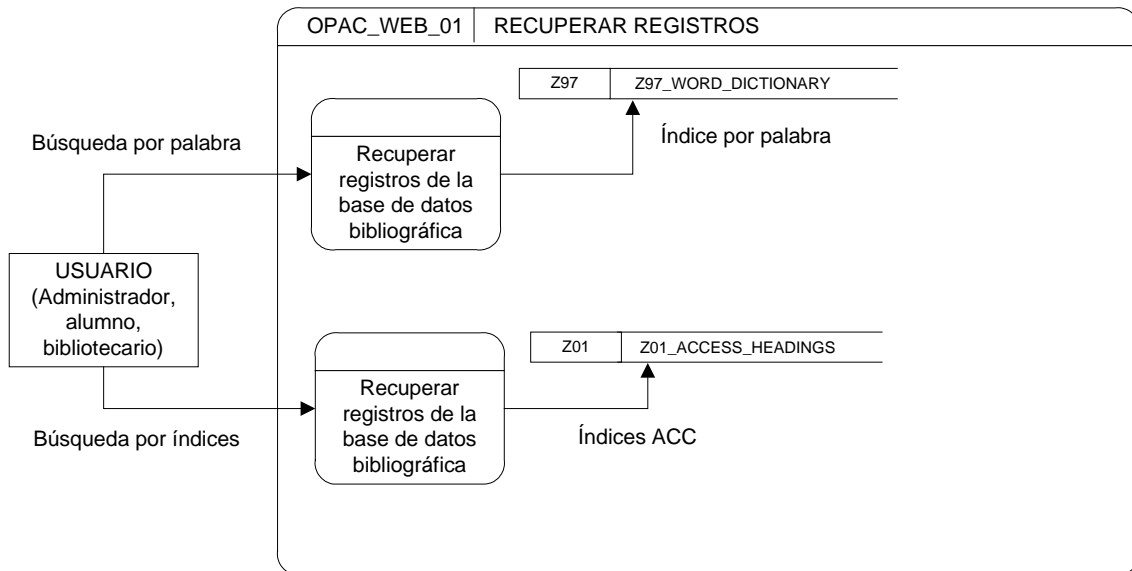 OPAC_WEB_01 RECUPERAR REGISTROS
Z97 Z97_WORD_DICTIONARY
Búsqueda por palabra
Índice por palabra
Recuperar
registros de la
base de datos
bibliográfica
USUARIO
(Administrador,
alumno,
bibliotecario)
Z01 Z01_ACCESS_HEADINGS
Recuperar
registros de la
base de datos
bibliográfica
Búsqueda por índices
Índices ACC